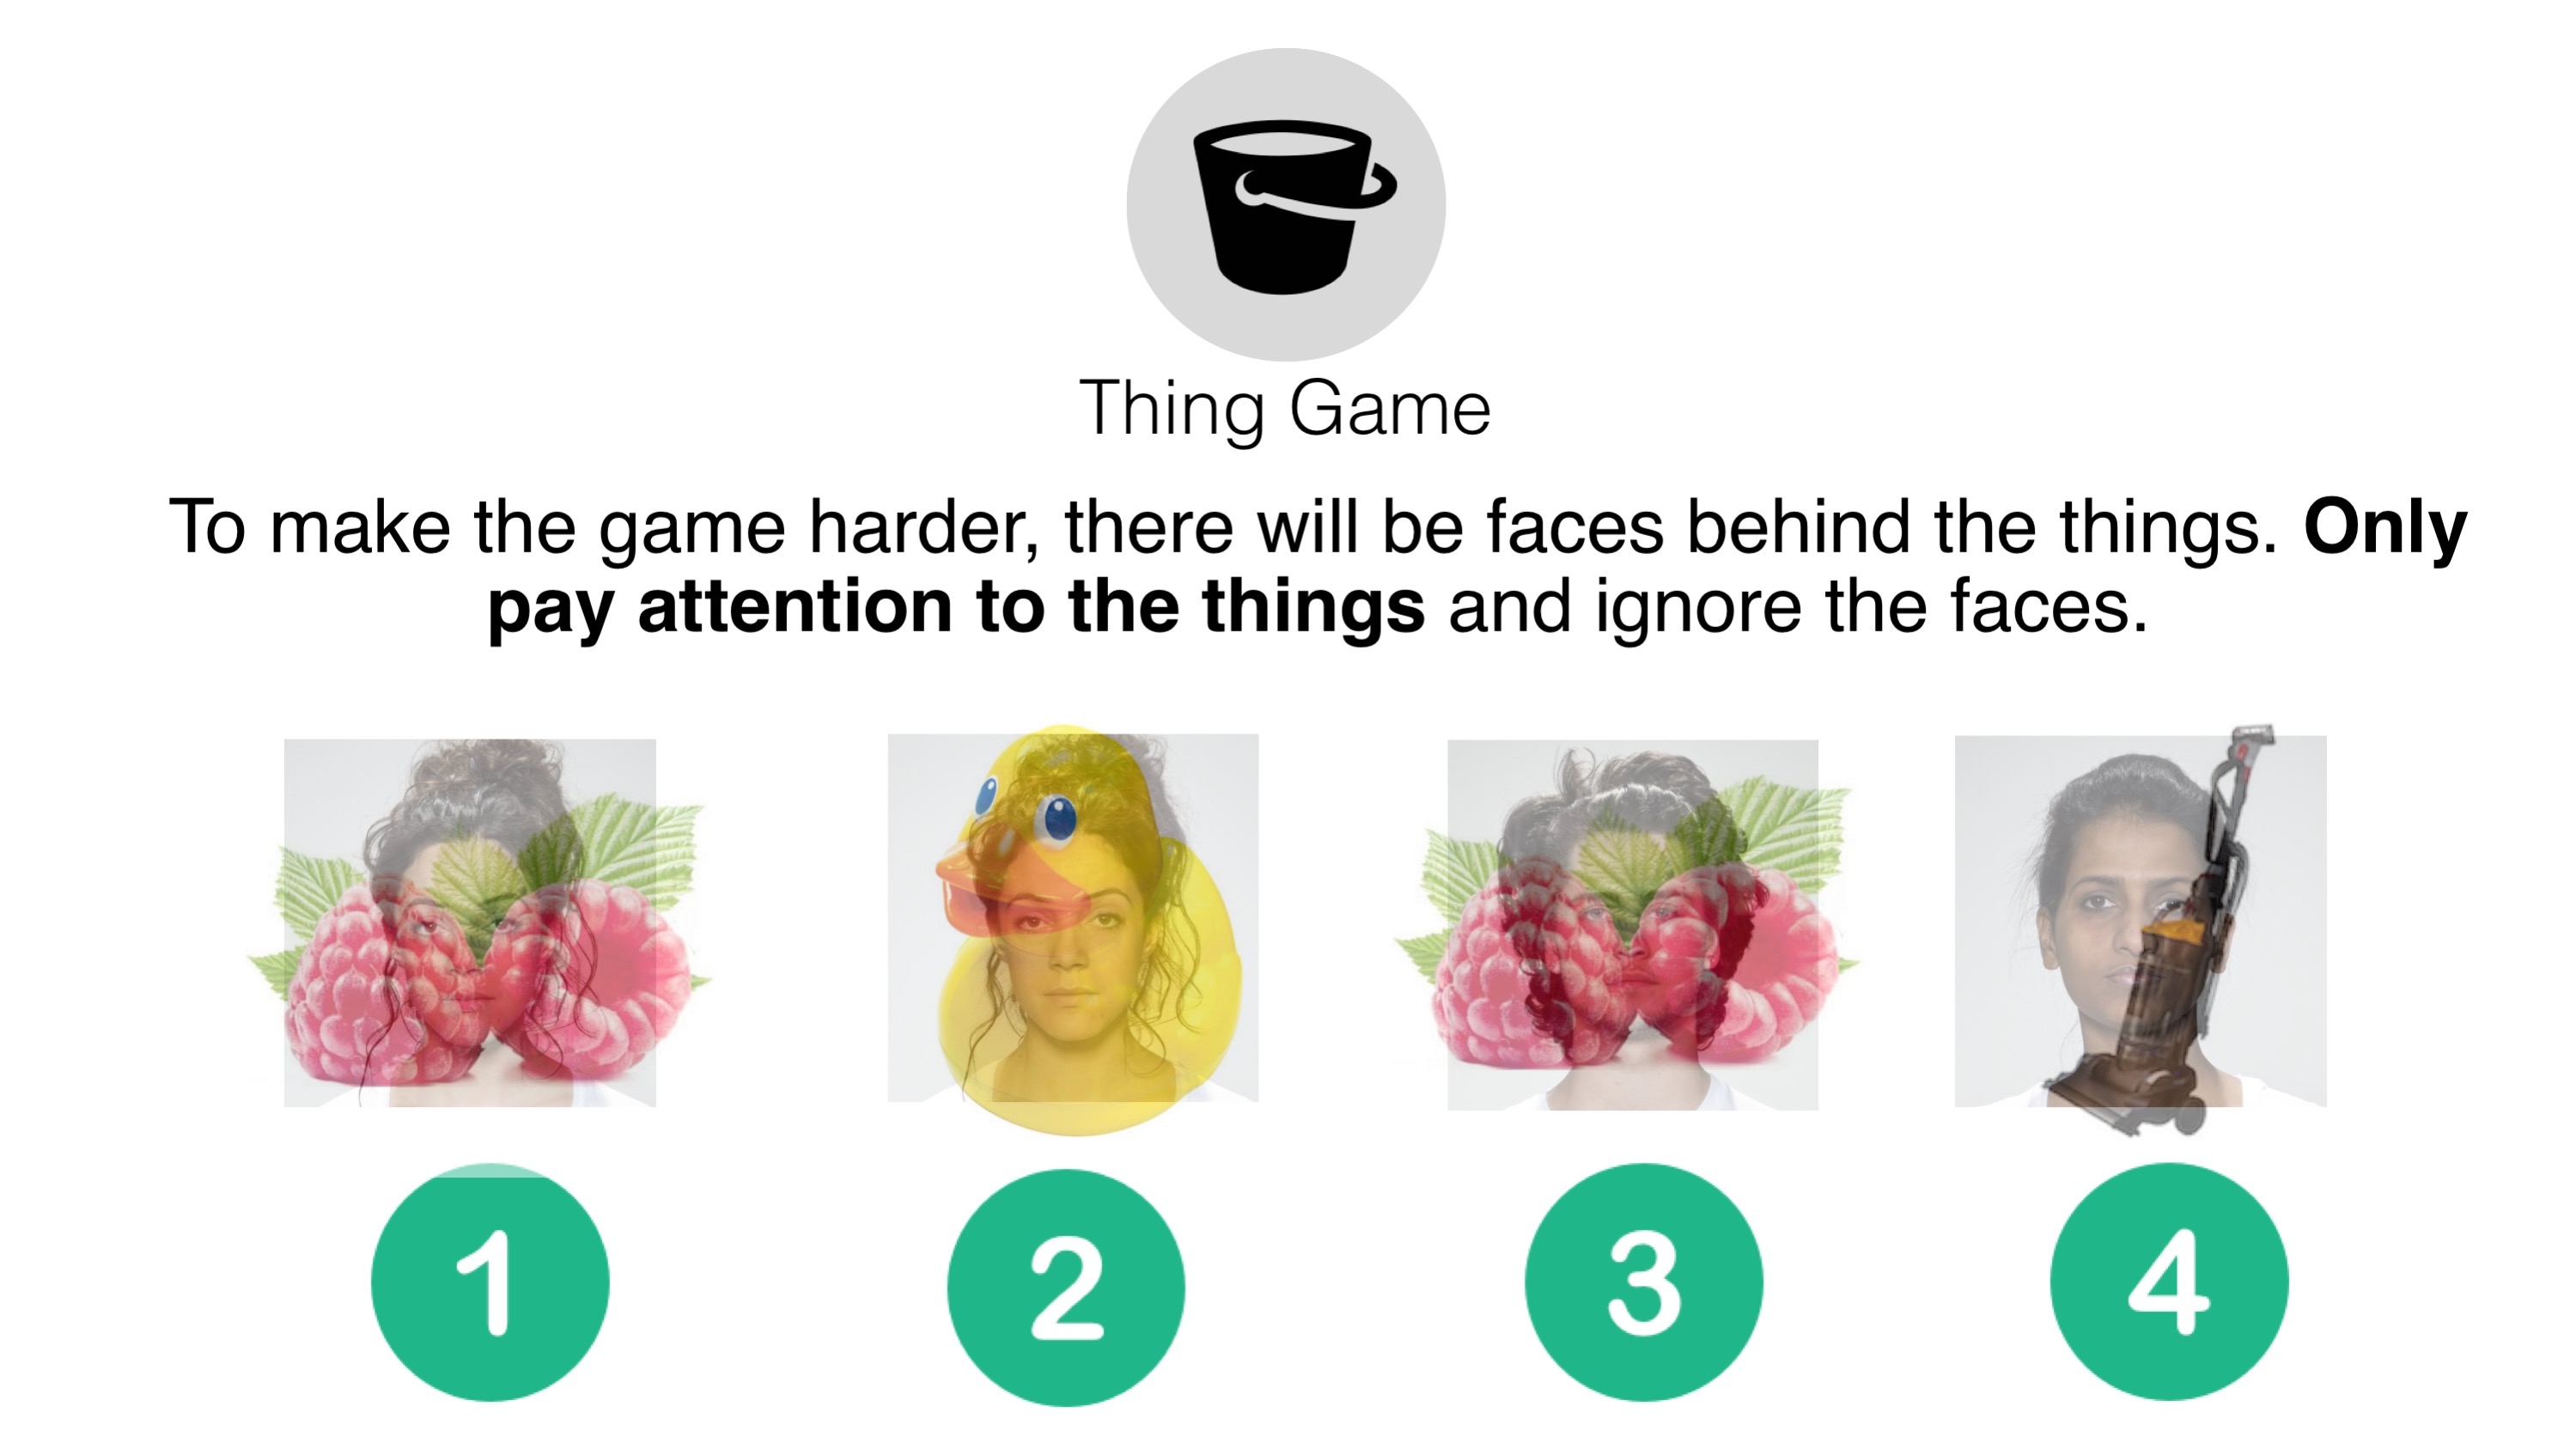 Thing Game
To make the game harder, there will be faces behind the things. Only
pay attention to the things and ignore the faces.
1 2 3 4